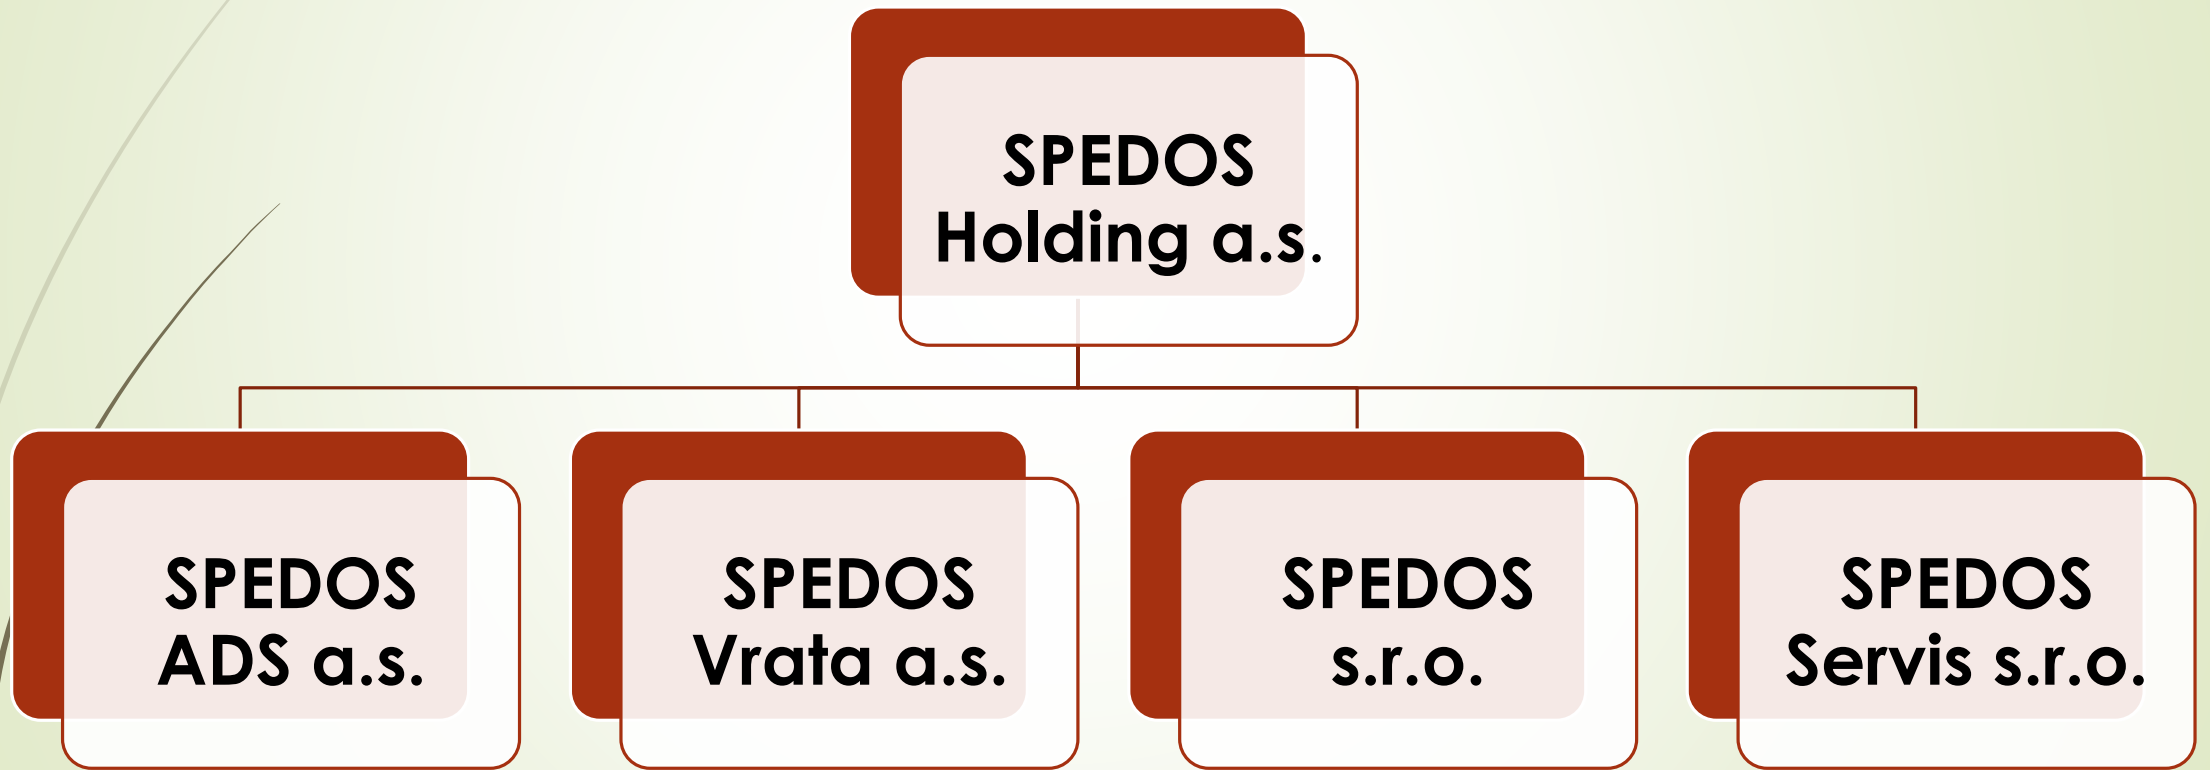 SPEDOS
Holding a.s.
SPEDOS
ADS a.s.
SPEDOS
Vrata a.s.
SPEDOS
s.r.o.
SPEDOS
Servis s.r.o.